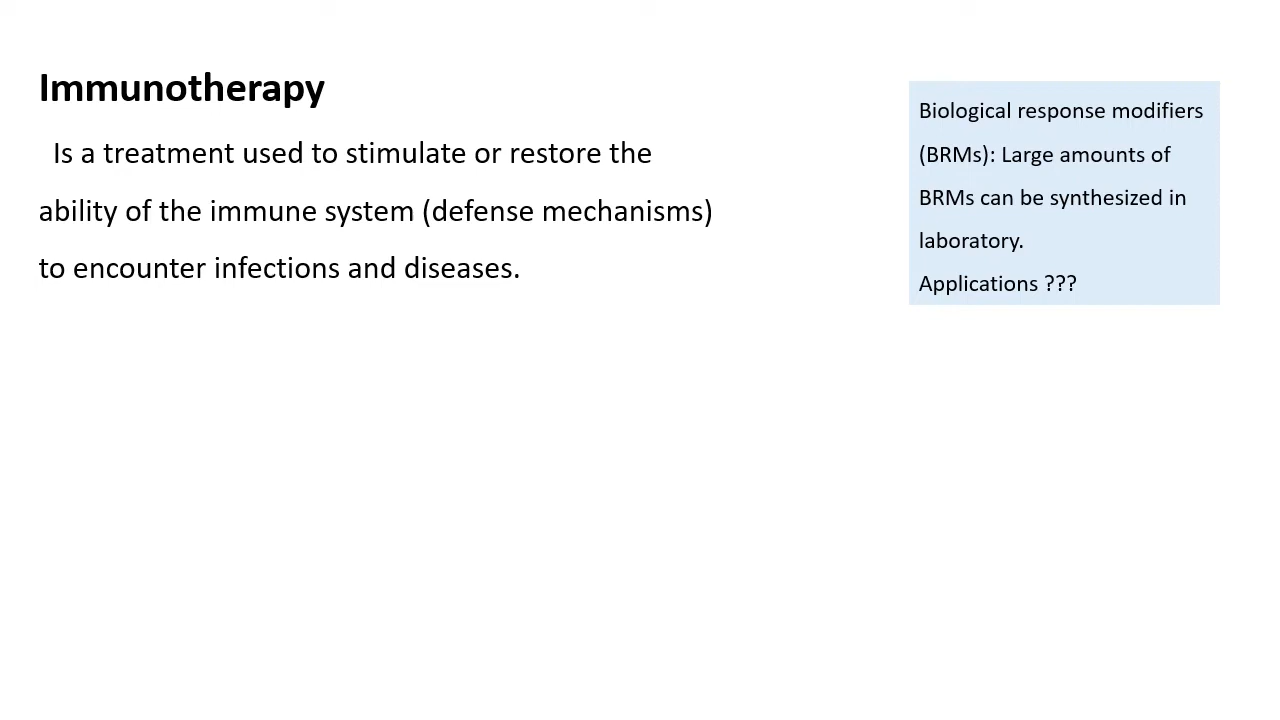 Immunotherapy
Is a treatment used to stimulate or restore the
ability of the immune system (defense mechanisms)
to encounter infections and diseases.
Biological response modifiers
(BRMs): Large amounts of
BRMs can be synthesized in
laboratory.
Applications ???